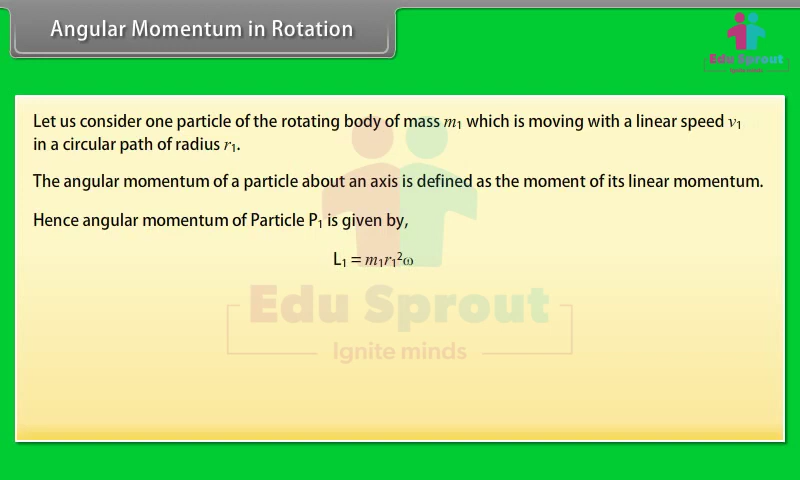 Angular Momentum in Rotation
Edu Sprout
Ignite minds
Let us consider one particle of the rotating body of mass m₁ which is moving with a linear speed v₁
in a circular path of radius r₁.
The angular momentum of a particle about an axis is defined as the moment of its linear momentum.
Hence angular momentum of Particle P₁ is given by,
L₁ = m₁r₁²ω
Edu Sprout
Ignite minds